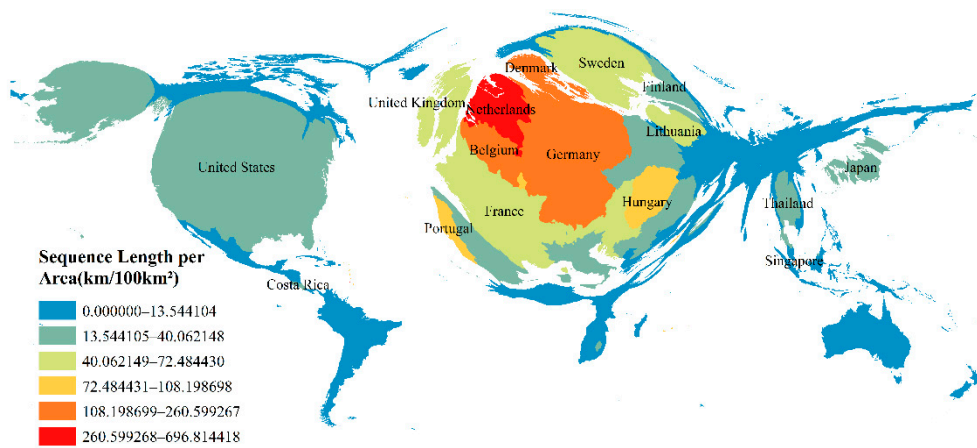 Sweden
Denmark
Finland
United Kingdom
Netherlands
Lithuania
Belgium
Germany
United States
Japan
Hungary
Thailand
France
Portugal
Singapore
Costa Rica
Sequence Length per
Area(km/100km²)
0.000000–13.544104
13.544105–40.062148
40.062149–72.484430
72.484431–108.198698
108.198699–260.599267
260.599268–696.814418